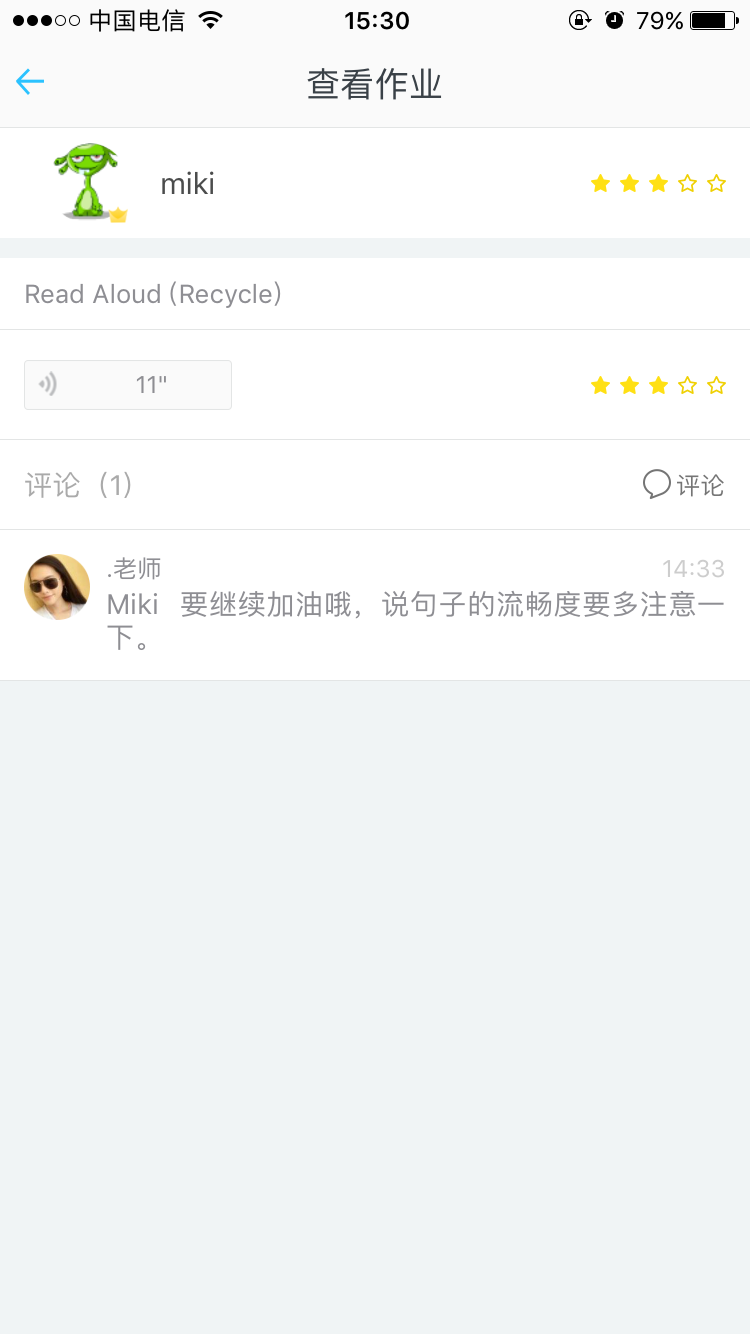 中国电信 15:30 79%
查看作业
miki
Read Aloud (Recycle)
11"
评论（1） 评论
.老师 14:33
Miki 要继续加油哦，说句子的流畅度要多注意一
下。